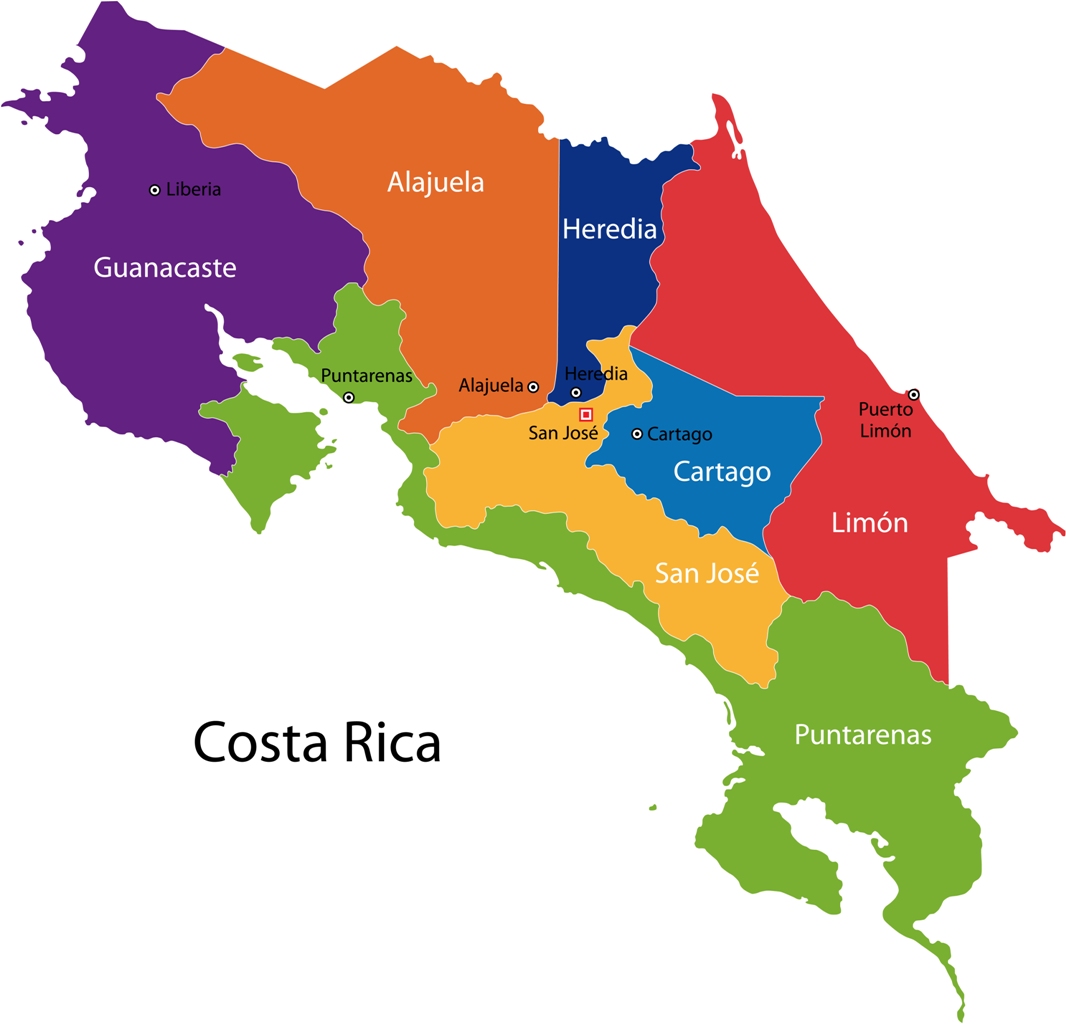 Alajuela
Liberia
Heredia
Guanacaste
Puntarenas
Heredia
Alajuela
Puerto
Limón
San José
Cartago
Cartago
Limón
San José
Puntarenas
Costa Rica